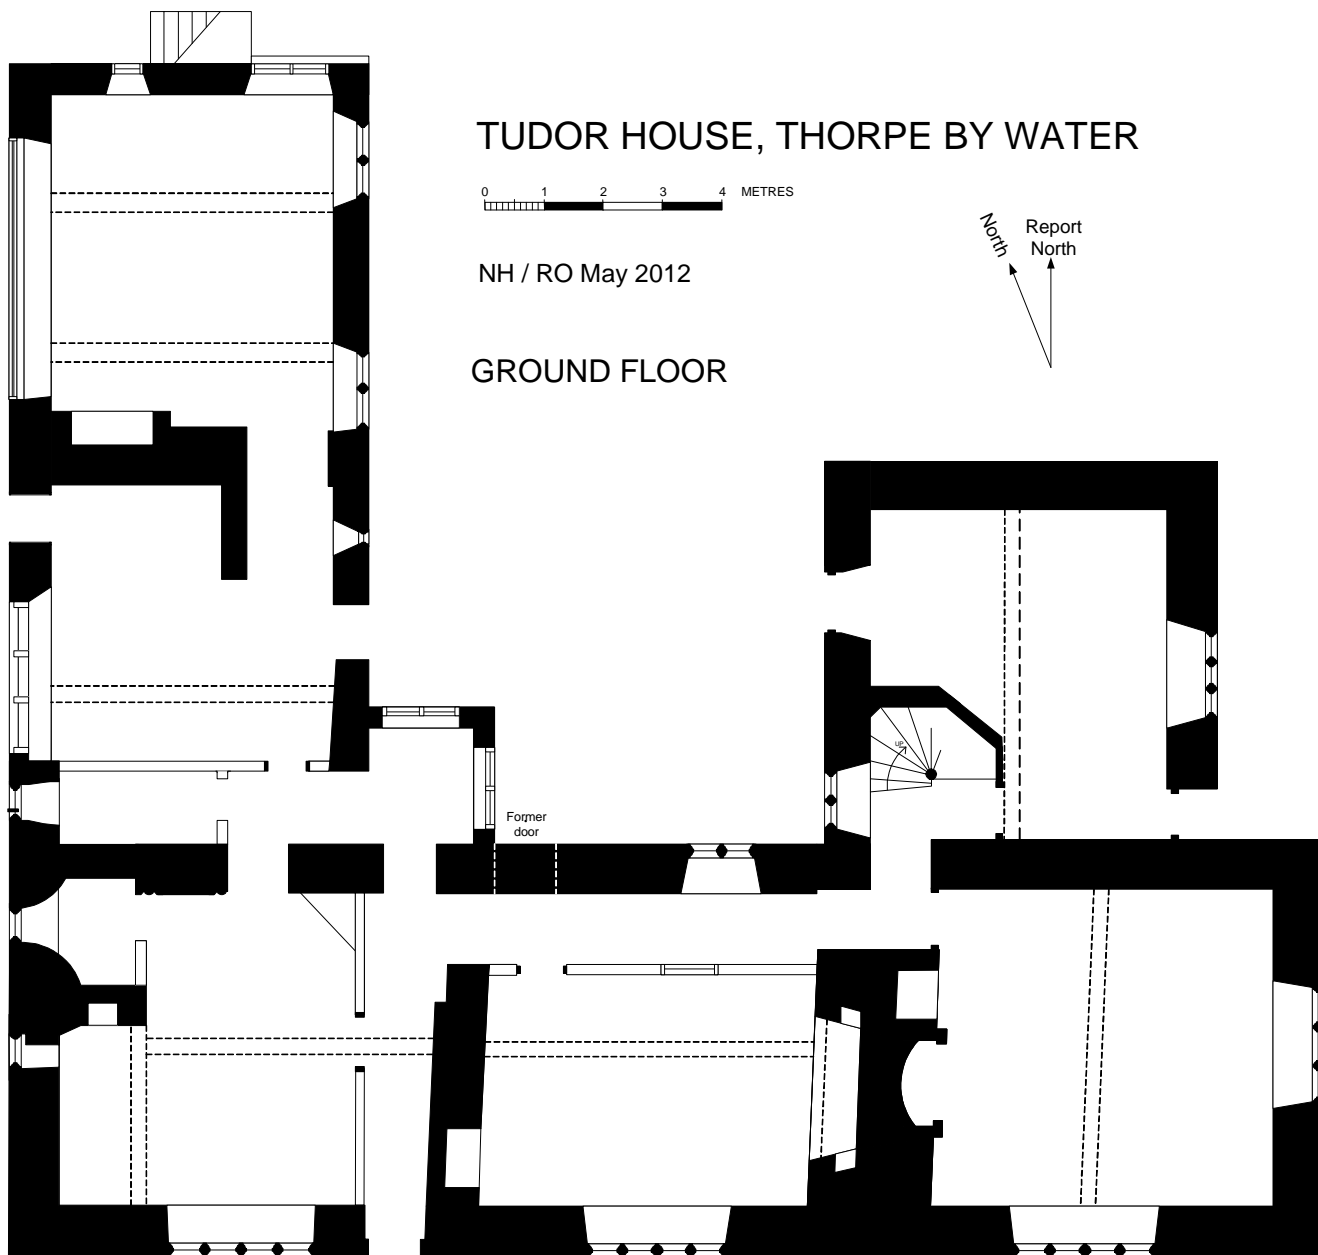 TUDOR HOUSE, THORPE BY WATER
0 1 2 3 4 METRES
North
Report
North
NH / RO May 2012
GROUND FLOOR
UP
Former
door